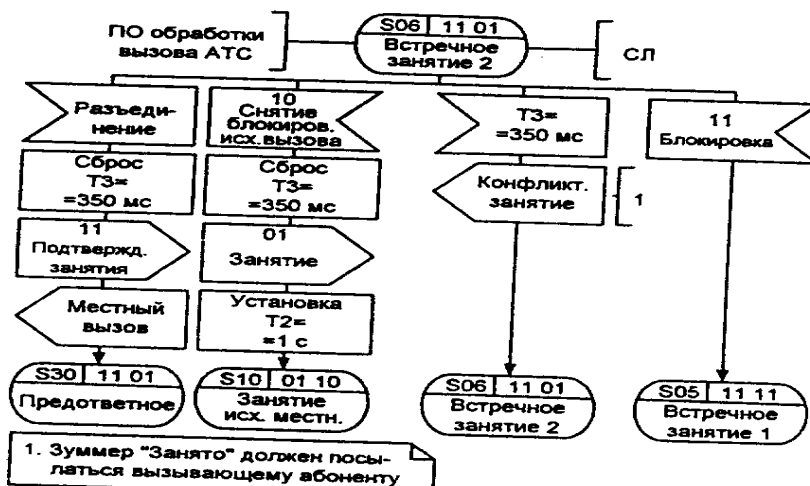 ПО обработки
вызова АТС
S06 11 01
Встречное
занятие 2
СЛ
Разъеди-
нение
10
Снятие
блокиров.
исх.вызова
Т3=
=350 мс
11
Блокировка
Сброс
Т3=
=350 мс
Сброс
Т3=
=350 мс
Конфликт.
занятие
1
11
Подтвержд.
занятия
01
Занятие
Местный
вызов
Установка
Т2=
=1 с
S30 11 01
Предответное
S10 01 10
Занятие
исх. местн.
S06 11 01
Встречное
занятие 2
S05 11 11
Встречное
занятие 1
1. Зуммер "Занято" должен посы-
латься вызывающему абоненту